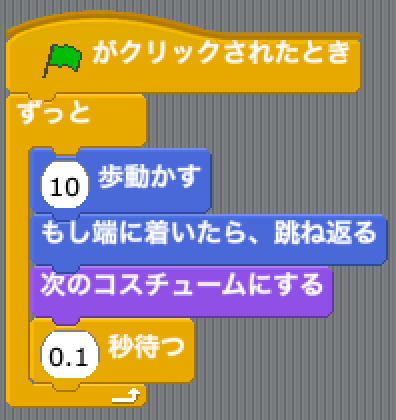 がクリックされたとき
ずっと
10 歩動かす
もし端に着いたら、跳ね返る
次のコスチュームにする
0.1 秒待つ